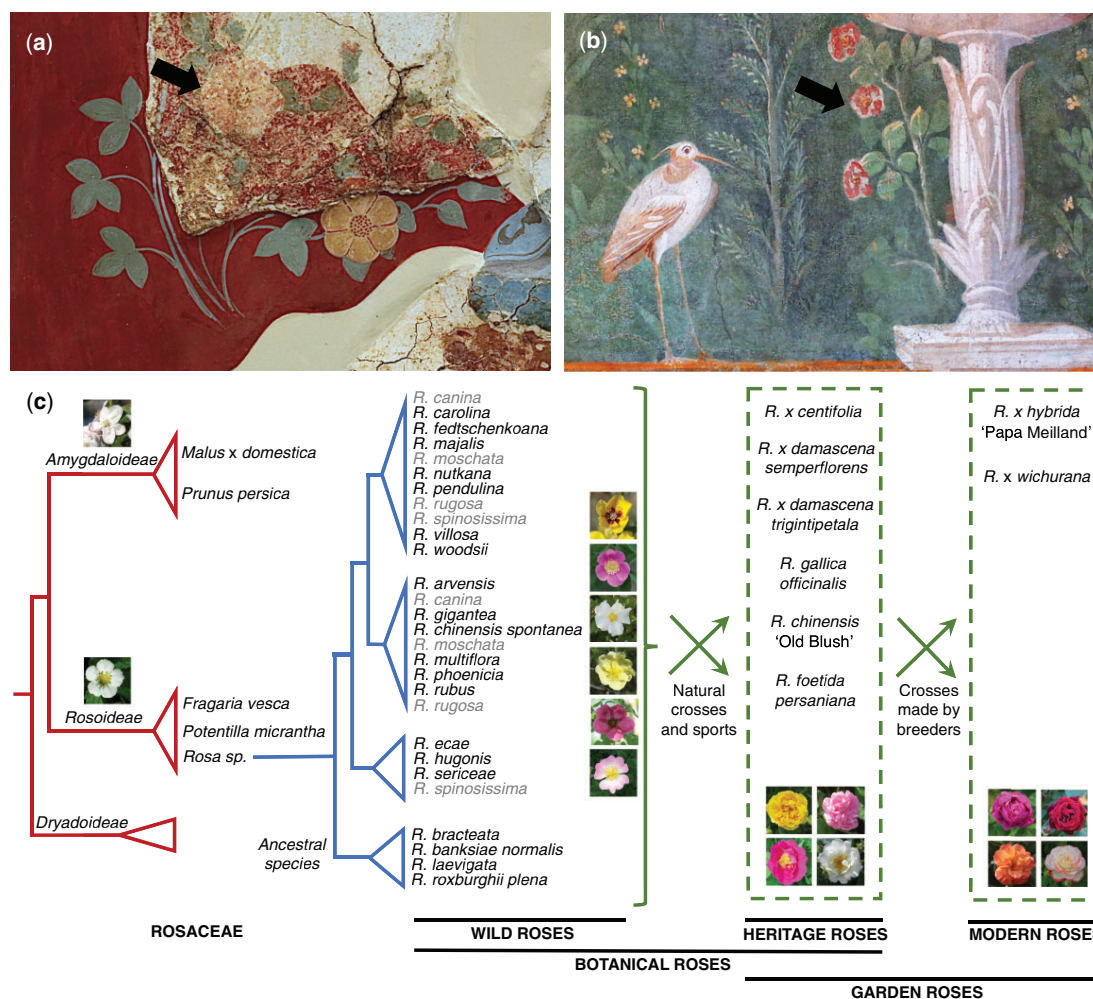 (a)
(b)
(c)
Amygdaloideae
Malus x domestica
Prunus persica
Rosoideae
Fragaria vesca
Potentilla micrantha
Rosa sp.
Dryadoideae
Ancestral
species
R. canina
R. carolina
R. fedtschenkoana
R. majalis
R. moschata
R. nutkana
R. pendulina
R. rugosa
R. spinosissima
R. villosa
R. woodsii
R. arvensis
R. canina
R. gigantea
R. chinensis spontanea
R. moschata
R. multiflora
R. phoenicia
R. rubus
R. rugosa
R. ecae
R. hugonis
R. sericeae
R. spinosissima
R. bracteata
R. banksiae normalis
R. laevigata
R. roxburghii plena
Natural
crosses
and sports
R. x centifolia
R. x damascena
semperflorens
R. x damascena
trigintipetala
R. gallica
officinalis
R. chinensis
'Old Blush'
R. foetida
persaniana
Crosses
made by
breeders
R. x hybrida
'Papa Meilland'
R. x wichurana
ROSACEAE
WILD ROSES
HERITAGE ROSES
MODERN ROSES
BOTANICAL ROSES
GARDEN ROSES